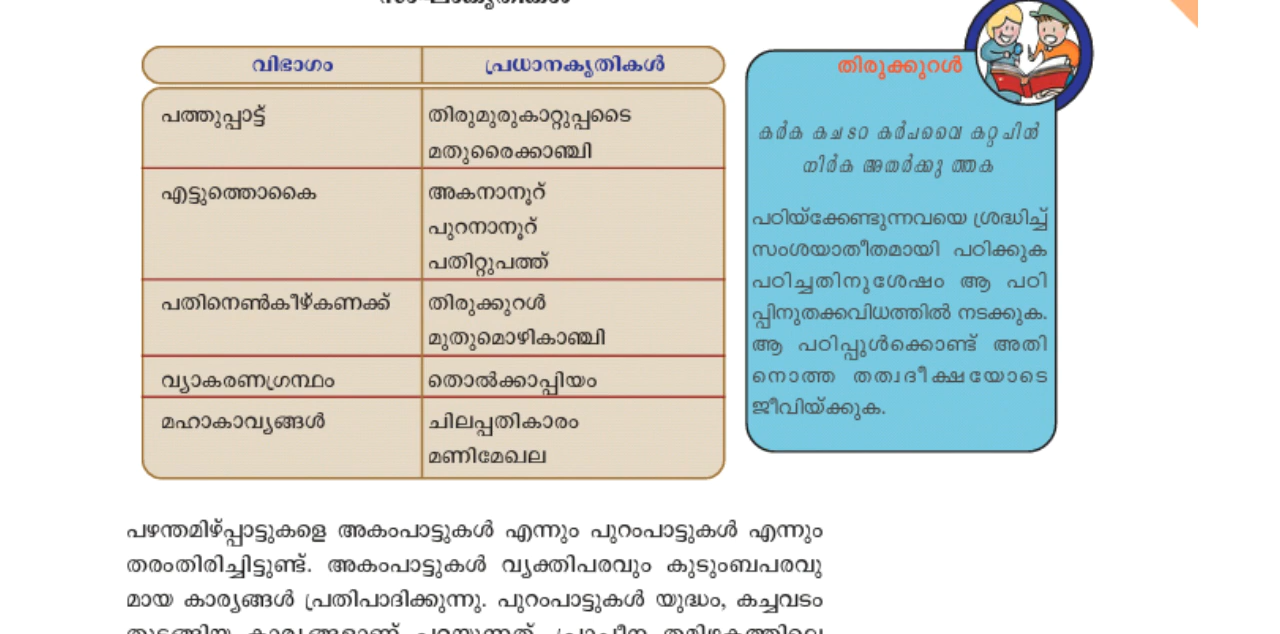 വിഭാഗം പ്രധാനകൃതികൾ
പത്തുപ്പാട്ട് തിരുമുരുകാറ്റുപ്പടൈ
മതുരൈക്കാഞ്ചി
എട്ടുത്തൊകൈ അകനാനൂറ്
പുറനാനൂറ്
പതിറ്റുപത്ത്
പതിനെൺകീഴ്കണക്ക് തിരുക്കുറൾ
മുതുമൊഴികാഞ്ചി
വ്യാകരണഗ്രന്ഥം തൊൽക്കാപ്പിയം
മഹാകാവ്യങ്ങൾ ചിലപ്പതികാരം
മണിമേഖല
തിരുക്കുറൾ
കർക കചടറ കർപവൈ കറ്റപിൻ
നിർക അതർക്കു ത്തക
പഠിയ്ക്കേണ്ടുന്നവയെ ശ്രദ്ധിച്ച്
സംശയാതീതമായി പഠിക്കുക
പഠിച്ചതിനുശേഷം ആ പഠി
പ്പിനുതക്കവിധത്തിൽ നടക്കുക.
ആ പഠിപ്പുൾക്കൊണ്ട് അതി
നൊത്ത തത്വദീക്ഷയോടെ
ജീവിയ്ക്കുക.
പഴന്തമിഴ്പ്പാട്ടുകളെ അകംപാട്ടുകൾ എന്നും പുറംപാട്ടുകൾ എന്നും
തരംതിരിച്ചിട്ടുണ്ട്. അകംപാട്ടുകൾ വ്യക്തിപരവും കുടുംബപരവു
മായ കാര്യങ്ങൾ പ്രതിപാദിക്കുന്നു. പുറംപാട്ടുകൾ യുദ്ധം, കച്ചവടം